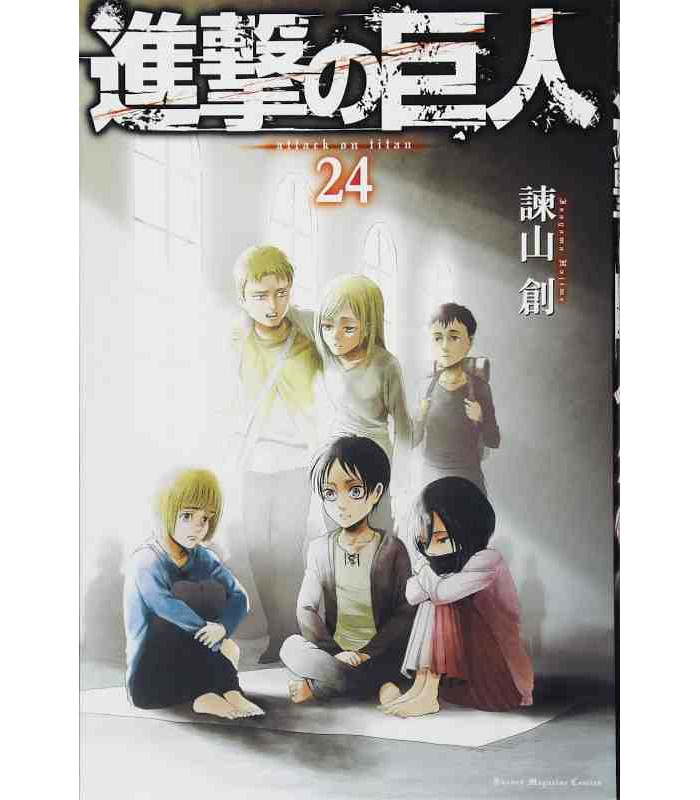 進撃の巨人
attack on titan
24
諫山 創
Isayama Hajime
Shonen Magazine Comics